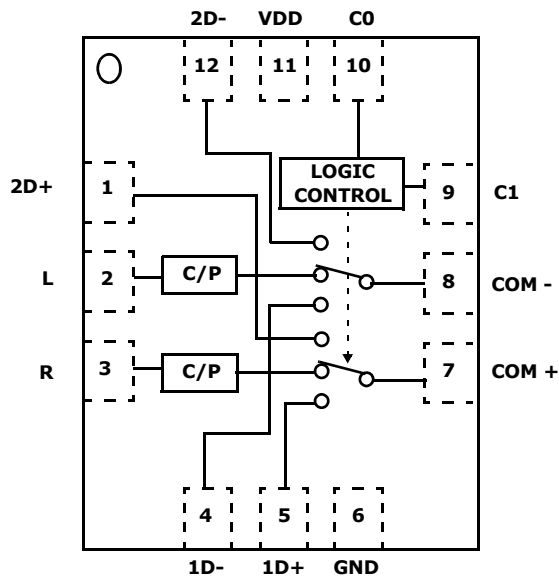 2D- VDD C0
12 11 10
LOGIC
CONTROL
2D+ 1 9 C1
L 2 C/P 8 COM -
R 3 C/P 7 COM +
4 5 6
1D- 1D+ GND